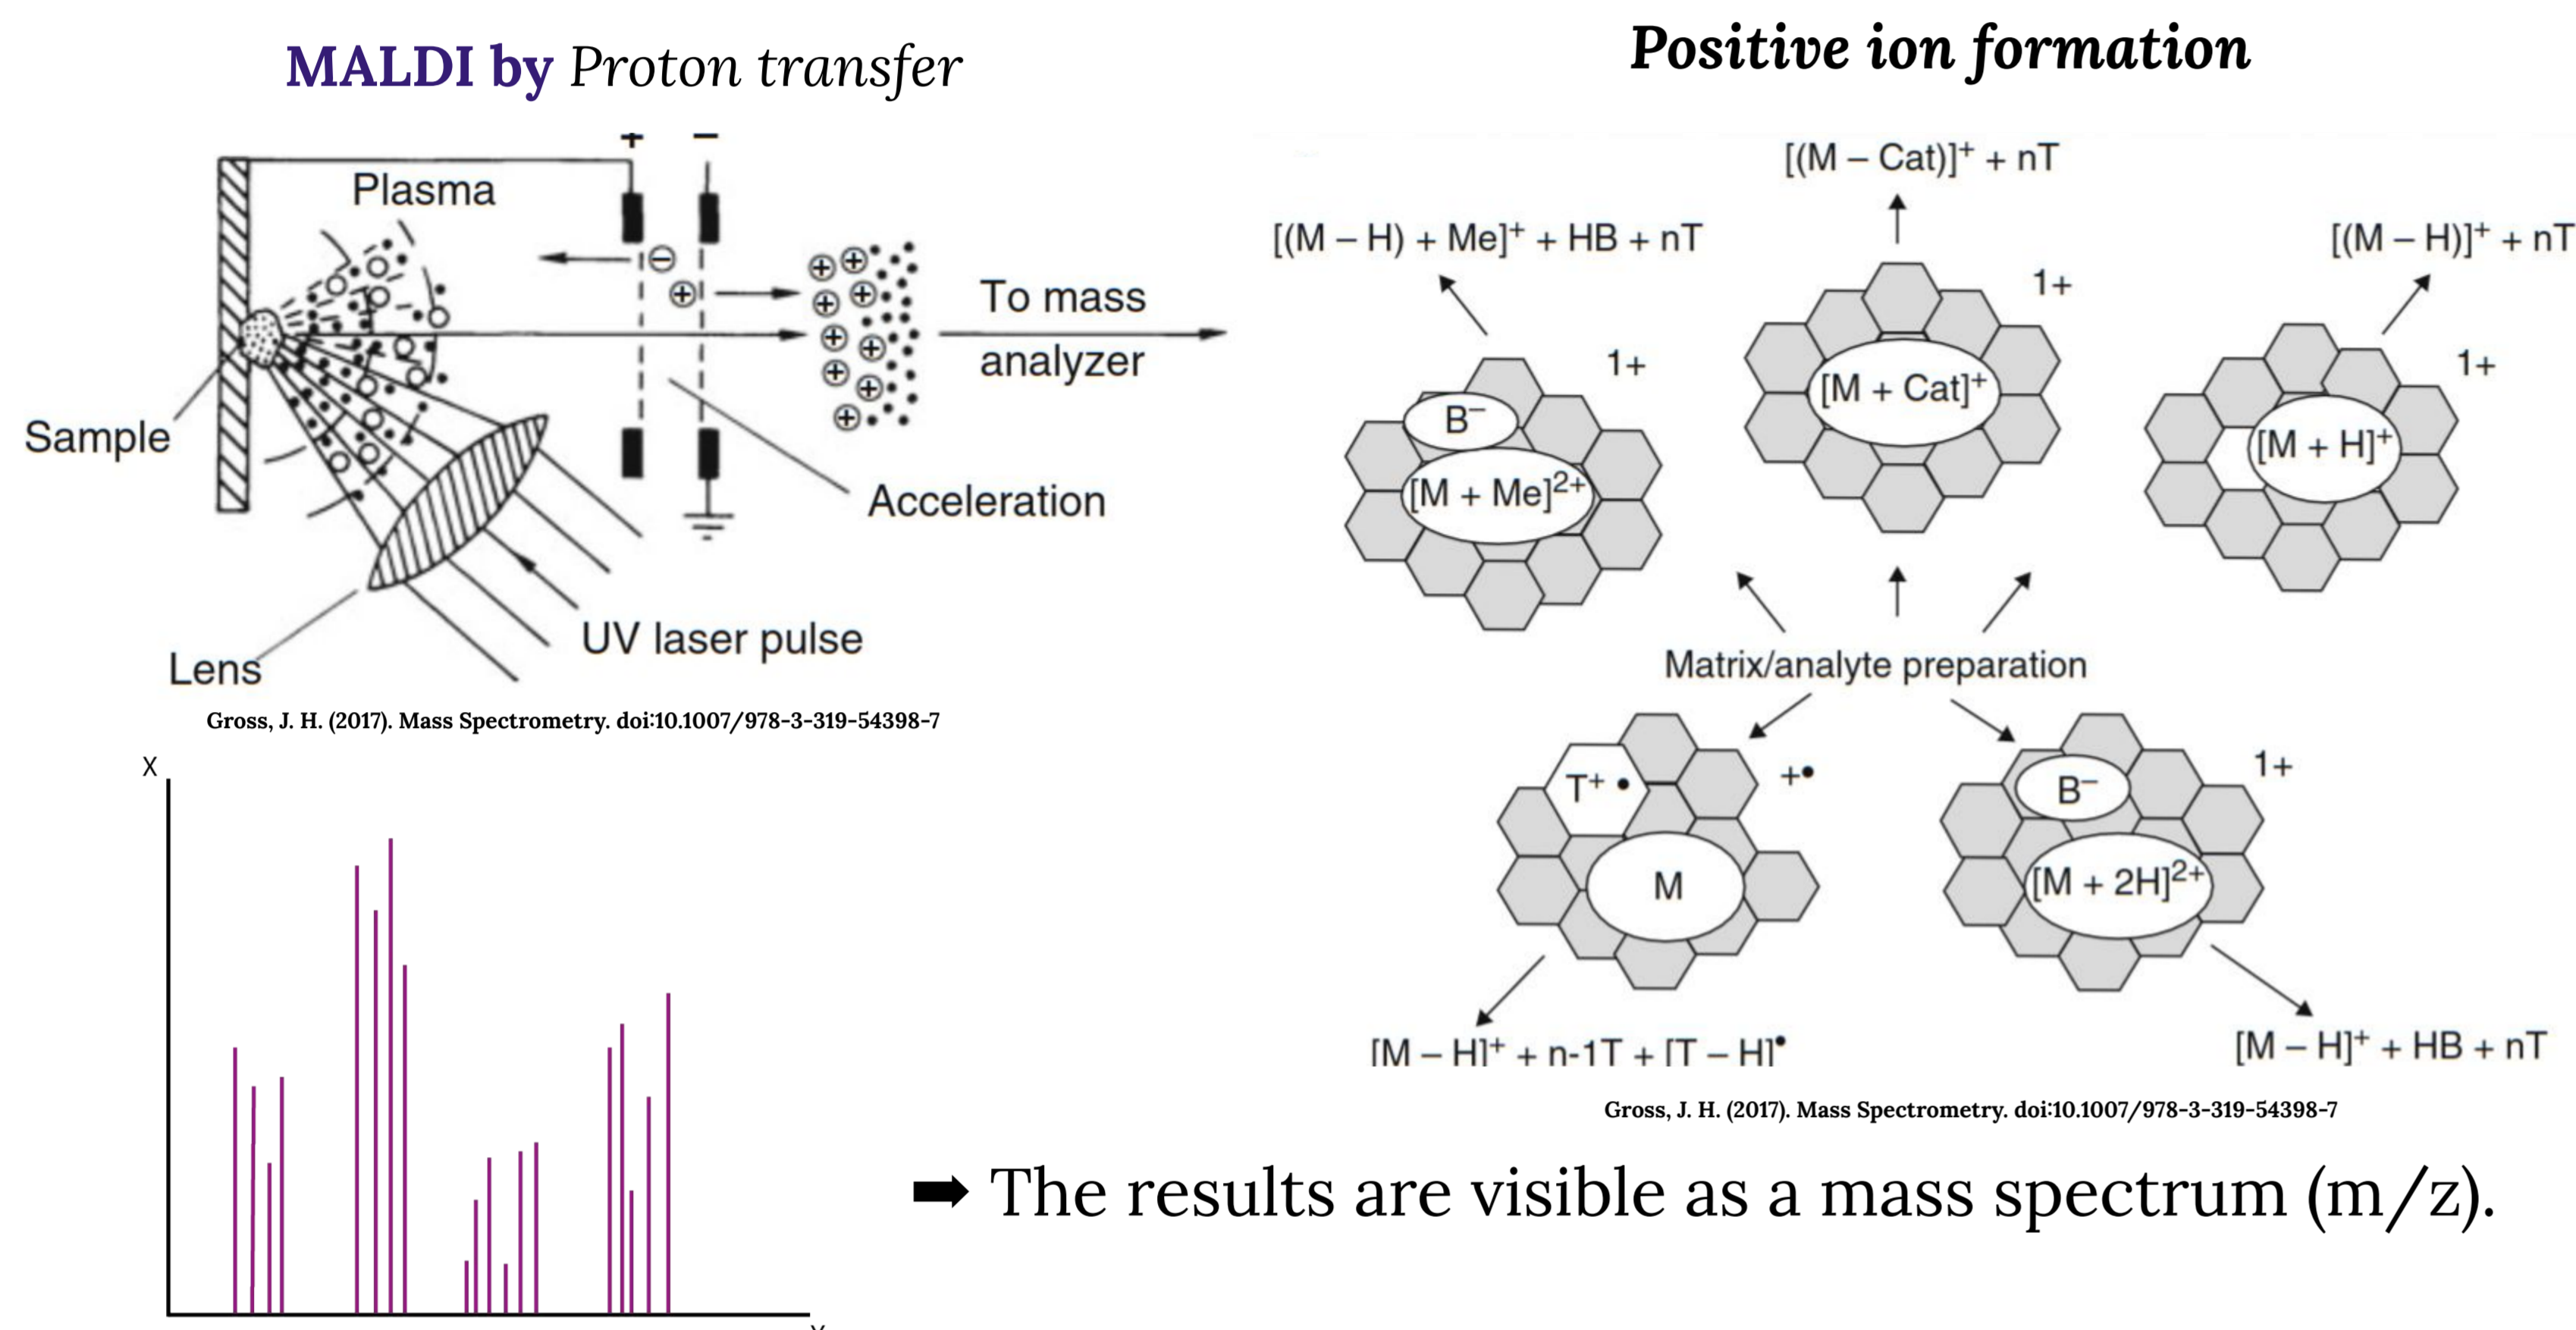 MALDI by Proton transfer
+ −
Plasma
⊖
⊕
To mass
analyzer
Sample
Acceleration
UV laser pulse
Lens
Gross, J. H. (2017). Mass Spectrometry. doi:10.1007/978-3-319-54398-7
X
Positive ion formation
[(M – Cat)]⁺ + nT
[(M – H) + Me]⁺ + HB + nT
[(M – H)]⁺ + nT
1+
1+
1+
B⁻
[M + Me]²⁺
[M + Cat]⁺
[M + H]⁺
Matrix/analyte preparation
T⁺ •
+•
M
B⁻
1+
[M + 2H]²⁺
[M – H]⁺ + n-1T + [T – H]•
[M – H]⁺ + HB + nT
Gross, J. H. (2017). Mass Spectrometry. doi:10.1007/978-3-319-54398-7
➡ The results are visible as a mass spectrum (m/z).